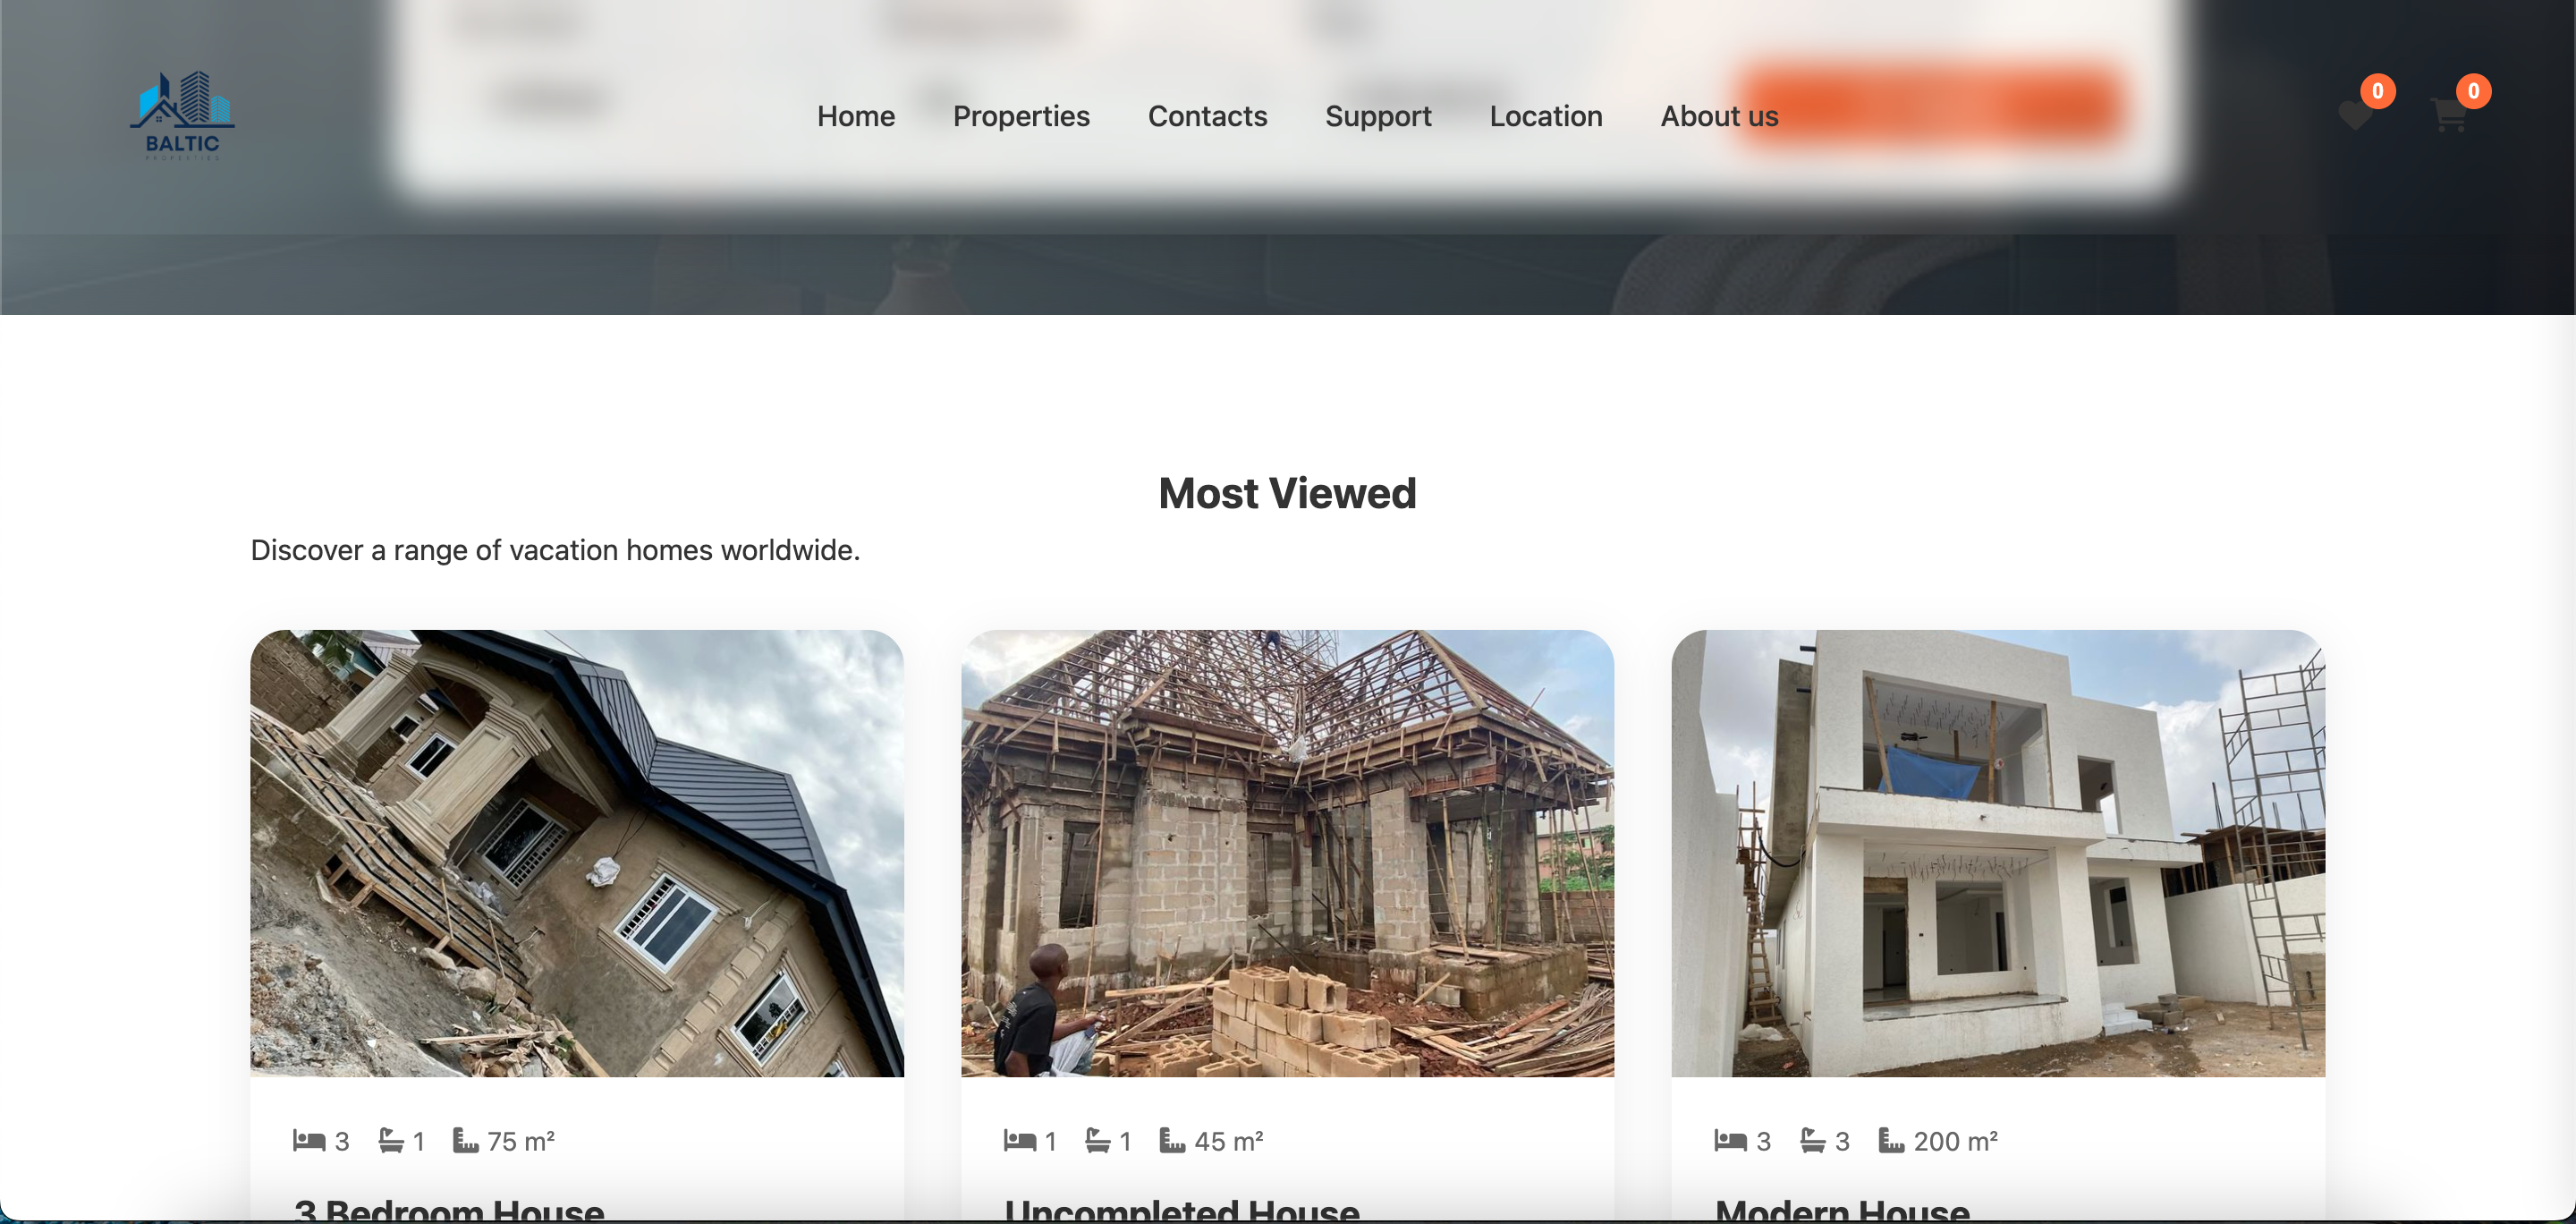 BALTIC
PROPERTIES
Home Properties Contacts Support Location About us
0 0
Most Viewed
Discover a range of vacation homes worldwide.
3 1 75 m²
1 1 45 m²
3 3 200 m²
3 Bedroom House
Uncompleted House
Modern House